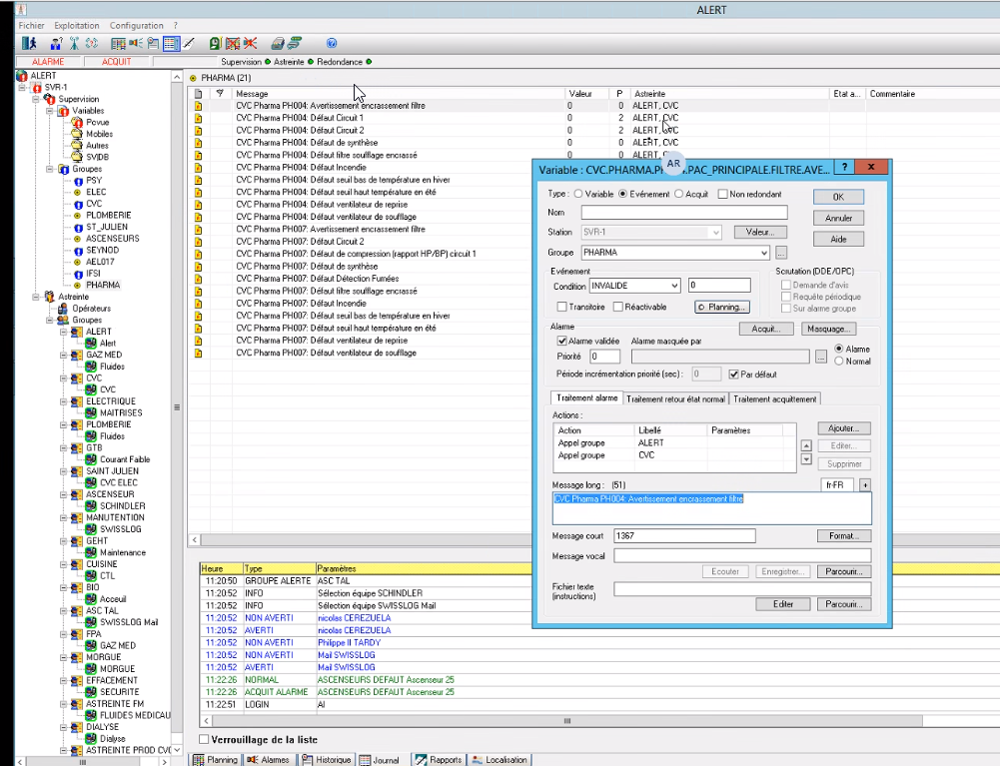 ALERT
Fichier Exploitation Configuration ?
ALARME ACQUIT Supervision Astreinte Redondance
ALERT
SVR-1
Supervision
Variables
Pcvue
Mobiles
Autres
SVIDB
Groupes
PSY
ELEC
CVC
PLOMBERIE
ST_JULIEN
ASCENSEURS
SEYNOD
AEL017
IFSI
PHARMA
Astreinte
Opérateurs
Groupes
ALERT
Alert
GAZ MED
Fluides
CVC
CVC
ELECTRIQUE
MAITRISES
PLOMBERIE
Fluides
GTB
Courant Faible
SAINT JULIEN
CVC ELEC
ASCENSEUR
SCHINDLER
MANUTENTION
SWISSLOG
GEHT
Maintenance
CUISINE
CTL
BIO
Acceuil
ASC TAL
SWISSLOG Mail
FPA
GAZ MED
MORGUE
MORGUE
EFFACEMENT
SECURITE
ASTREINTE FM
FLUIDES MEDICAU
DIALYSE
Dialyse
ASTREINTE PROD CVC
PHARMA (21)
Message Valeur P Astreinte Etat a... Commentaire
CVC Pharma PH004: Avertissement encrassement filtre 0 0 ALERT, CVC
CVC Pharma PH004: Défaut Circuit 1 0 2 ALERT, CVC
CVC Pharma PH004: Défaut Circuit 2 0 2 ALERT, CVC
CVC Pharma PH004: Défaut de synthèse 0 0 ALERT, CVC
CVC Pharma PH004: Défaut filtre soufflage encrassé 0 0 ALERT, CVC
CVC Pharma PH004: Défaut Incendie
CVC Pharma PH004: Défaut seuil bas de température en hiver
CVC Pharma PH004: Défaut seuil haut température en été
CVC Pharma PH004: Défaut ventilateur de reprise
CVC Pharma PH004: Défaut ventilateur de soufflage
CVC Pharma PH007: Avertissement encrassement filtre
CVC Pharma PH007: Défaut Circuit 2
CVC Pharma PH007: Défaut de compression (rapport HP/BP) circuit 1
CVC Pharma PH007: Défaut de synthèse
CVC Pharma PH007: Défaut Détection Fumées
CVC Pharma PH007: Défaut filtre soufflage encrassé
CVC Pharma PH007: Défaut Incendie
CVC Pharma PH007: Défaut seuil bas de température en hiver
CVC Pharma PH007: Défaut seuil haut température en été
CVC Pharma PH007: Défaut ventilateur de reprise
CVC Pharma PH007: Défaut ventilateur de soufflage
AR
Variable : CVC.PHARMA.PAC_PRINCIPALE.FILTRE.AVE... ? x
Type : Variable Evénement Acquit Non redondant OK
Nom Annuler
Station SVR-1 Valeur... Aide
Groupe PHARMA ...
Evénement Scrutation (DDE/OPC)
Condition INVALIDE 0 Demande d'avis
Requête périodique
Transitoire Réactivable Planning... Sur alarme groupe
Alarme Acquit... Masquage...
Alarme validée Alarme masquée par Alarme
Priorité 0 ... Normal
Période incrémentation priorité (sec) : 0 Par défaut
Traitement alarme Traitement retour état normal Traitement acquittement
Actions :
Action Libellé Paramètres Ajouter...
Appel groupe ALERT Editer...
Appel groupe CVC Supprimer
Message long : (51) fr-FR +
CVC Pharma PH004: Avertissement encrassement filtre
Message court 1367 Format...
Message vocal
Ecouter Enregistrer... Parcourir...
Fichier texte
(instructions)
Editer Parcourir...
Heure Type Paramètres
11:20:50 GROUPE ALERTE ASC TAL
11:20:52 INFO Sélection équipe SCHINDLER
11:20:52 INFO Sélection équipe SWISSLOG Mail
11:20:52 NON AVERTI nicolas CEREZUELA
11:20:52 AVERTI nicolas CEREZUELA
11:20:52 NON AVERTI Philippe II TARDY
11:20:52 NON AVERTI Mail SWISSLOG
11:20:52 AVERTI Mail SWISSLOG
11:22:26 NORMAL ASCENSEURS DEFAUT Ascenseur 25
11:22:26 ACQUIT ALARME ASCENSEURS DEFAUT Ascenseur 25
11:22:51 LOGIN AI
Verrouillage de la liste
Planning Alarmes Historique Journal Rapports Localisation